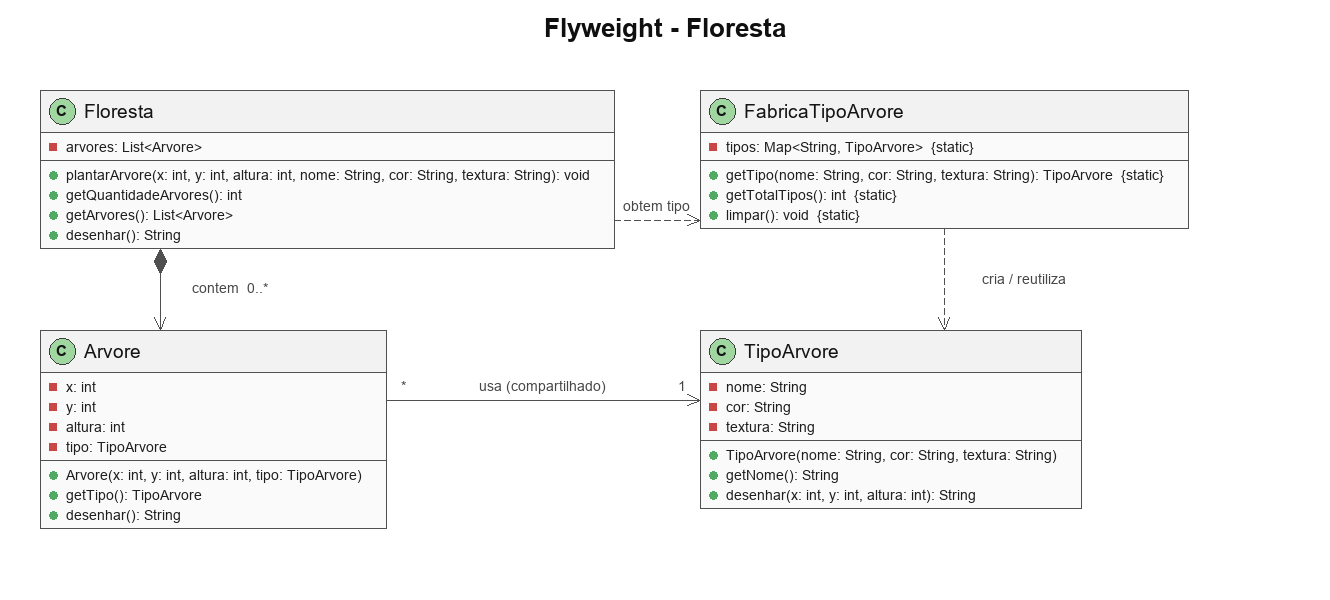 Flyweight - Floresta
C Floresta
arvores: List<Arvore>
plantarArvore(x: int, y: int, altura: int, nome: String, cor: String, textura: String): void
getQuantidadeArvores(): int
getArvores(): List<Arvore>
desenhar(): String
obtem tipo
C FabricaTipoArvore
tipos: Map<String, TipoArvore>  {static}
getTipo(nome: String, cor: String, textura: String): TipoArvore  {static}
getTotalTipos(): int  {static}
limpar(): void  {static}
contem  0..*
cria / reutiliza
C Arvore
x: int
y: int
altura: int
tipo: TipoArvore
Arvore(x: int, y: int, altura: int, tipo: TipoArvore)
getTipo(): TipoArvore
desenhar(): String
* usa (compartilhado) 1
C TipoArvore
nome: String
cor: String
textura: String
TipoArvore(nome: String, cor: String, textura: String)
getNome(): String
desenhar(x: int, y: int, altura: int): String